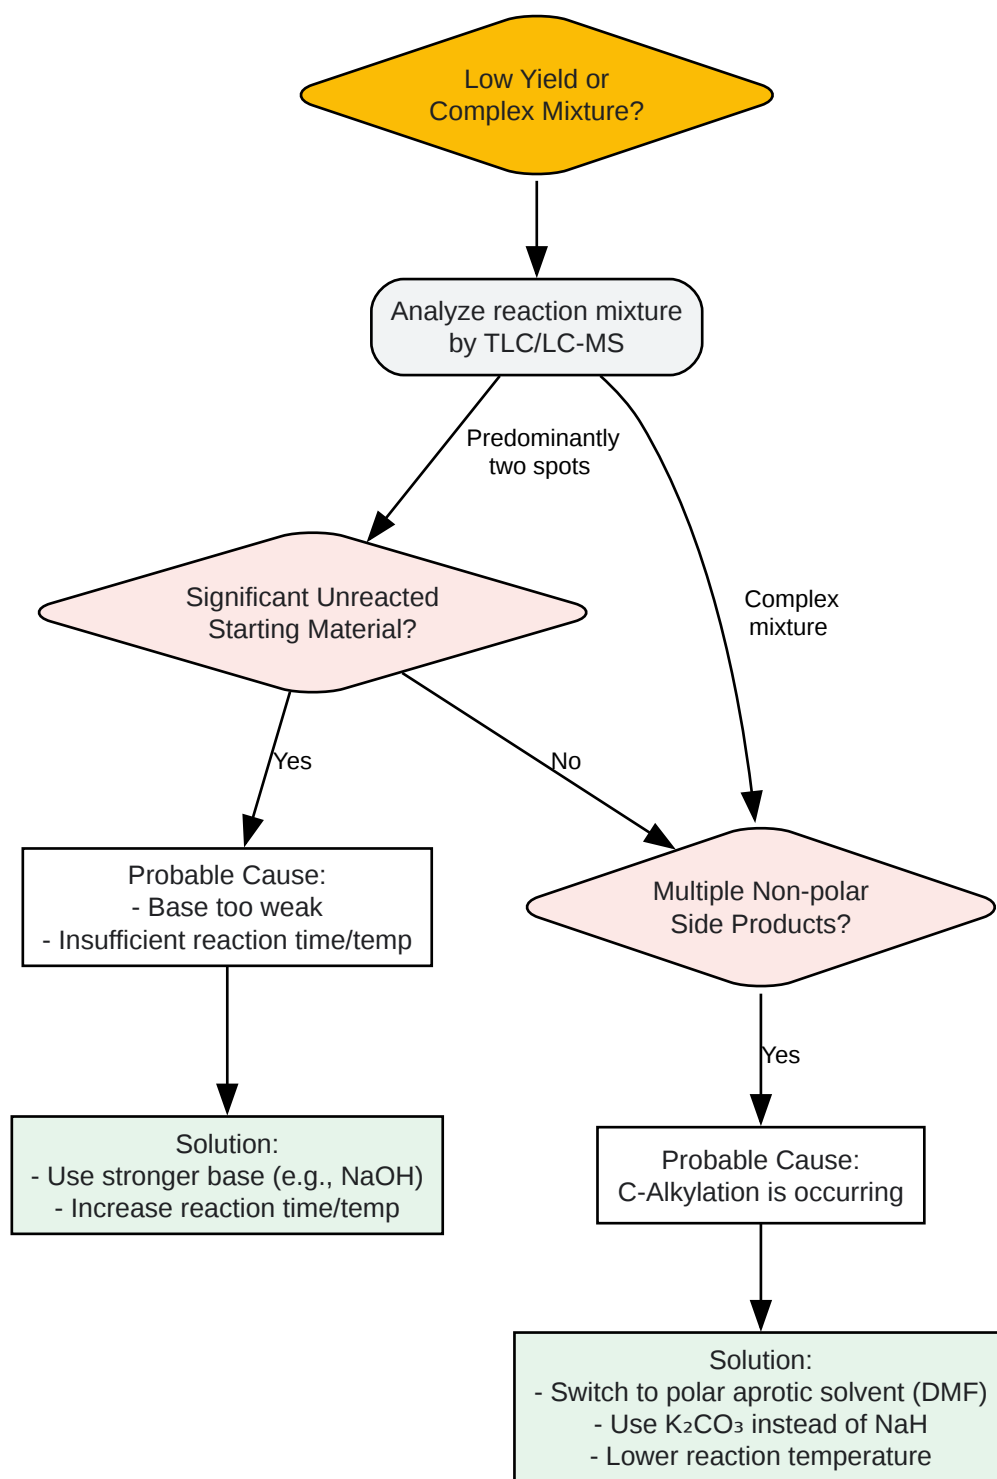 Low Yield or
Complex Mixture?
Analyze reaction mixture
by TLC/LC-MS
Predominantly
two spots
Significant Unreacted
Starting Material?
Complex
mixture
Yes
No
Probable Cause:
- Base too weak
- Insufficient reaction time/temp
Multiple Non-polar
Side Products?
Yes
Solution:
- Use stronger base (e.g., NaOH)
- Increase reaction time/temp
Probable Cause:
C-Alkylation is occurring
Solution:
- Switch to polar aprotic solvent (DMF)
- Use K₂CO₃ instead of NaH
- Lower reaction temperature